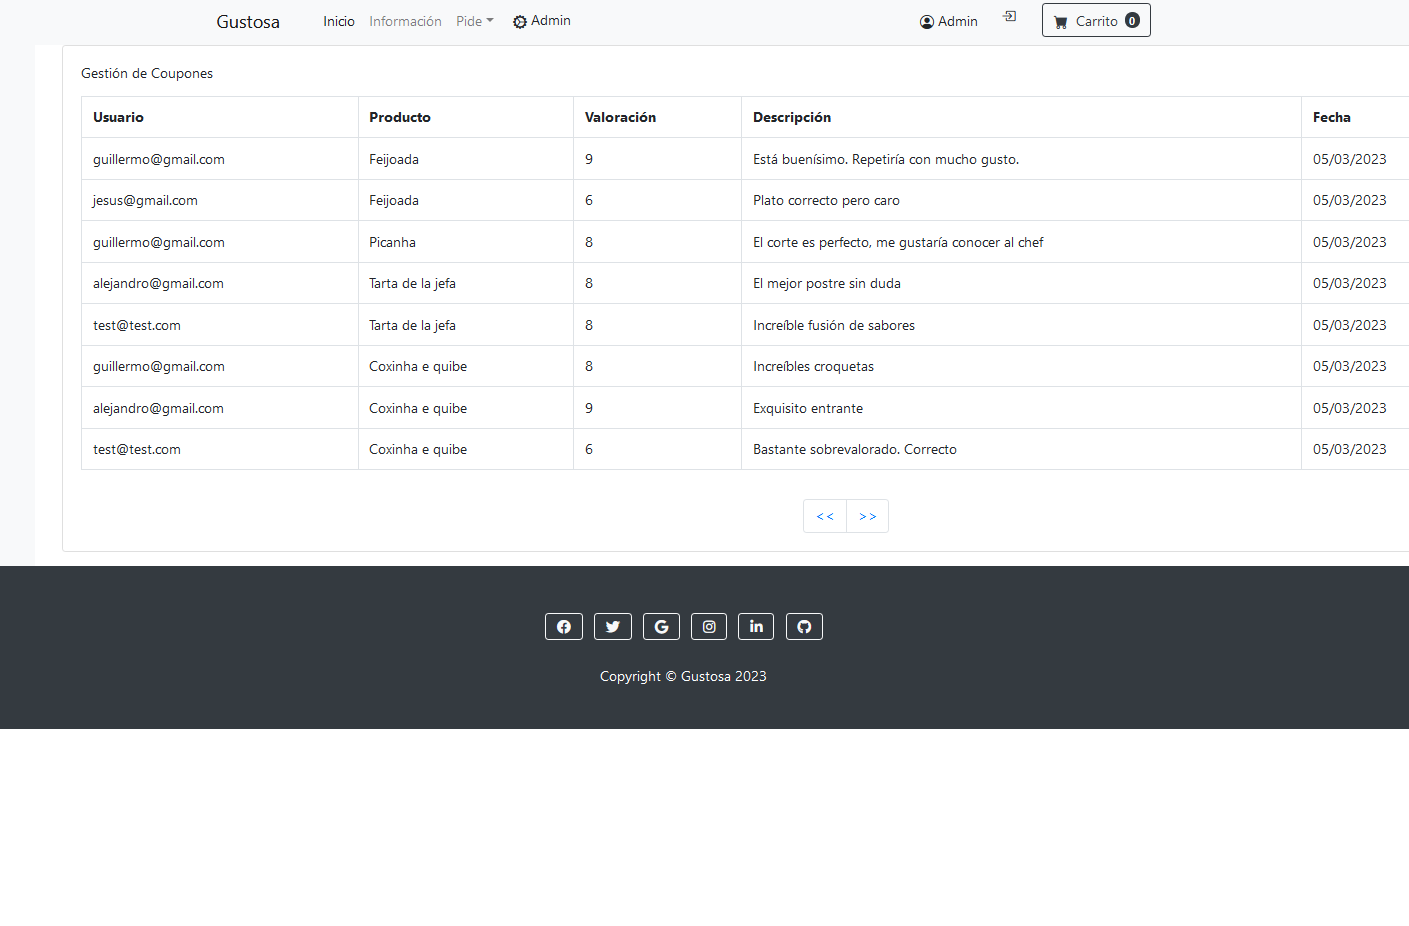 Gustosa Inicio Información Pide Admin Admin Carrito 0
Gestión de Coupones
Usuario Producto Valoración Descripción Fecha
guillermo@gmail.com Feijoada 9 Está buenísimo. Repetiría con mucho gusto. 05/03/2023
jesus@gmail.com Feijoada 6 Plato correcto pero caro 05/03/2023
guillermo@gmail.com Picanha 8 El corte es perfecto, me gustaría conocer al chef 05/03/2023
alejandro@gmail.com Tarta de la jefa 8 El mejor postre sin duda 05/03/2023
test@test.com Tarta de la jefa 8 Increíble fusión de sabores 05/03/2023
guillermo@gmail.com Coxinha e quibe 8 Increíbles croquetas 05/03/2023
alejandro@gmail.com Coxinha e quibe 9 Exquisito entrante 05/03/2023
test@test.com Coxinha e quibe 6 Bastante sobrevalorado. Correcto 05/03/2023
<< >>
Copyright © Gustosa 2023